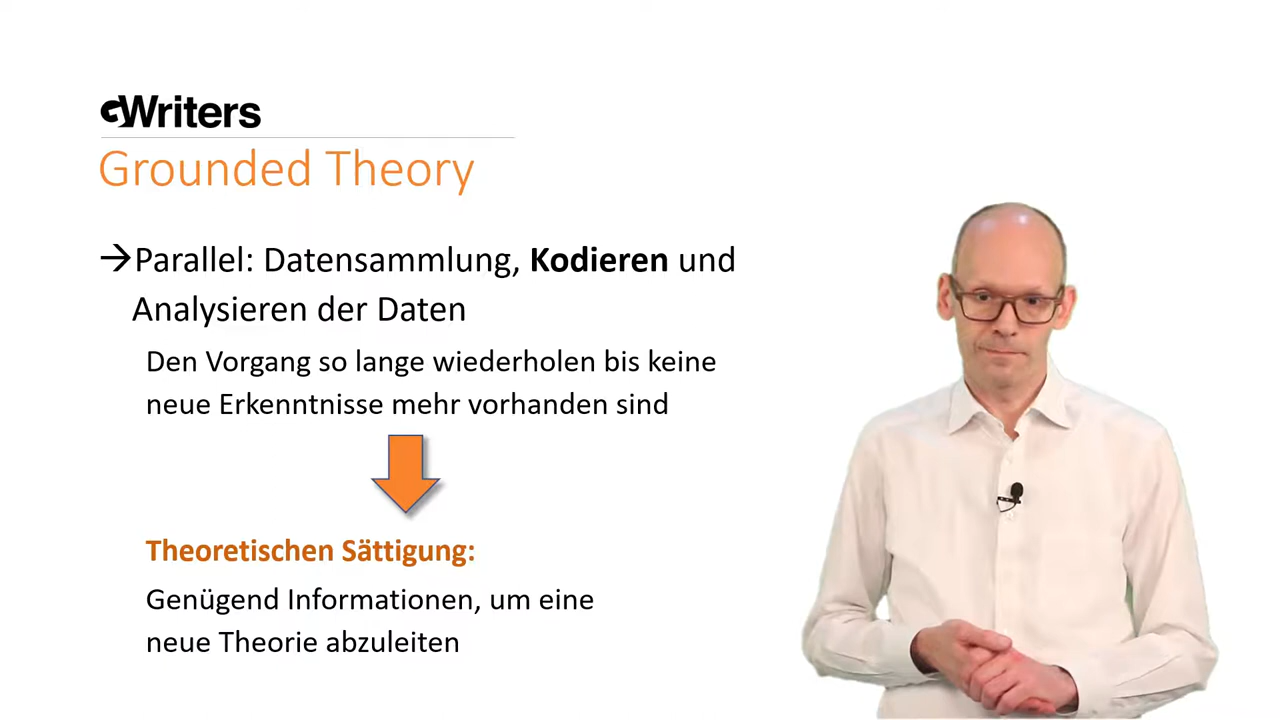 GWriters
Grounded Theory
→Parallel: Datensammlung, Kodieren und
Analysieren der Daten
Den Vorgang so lange wiederholen bis keine
neue Erkenntnisse mehr vorhanden sind
Theoretischen Sättigung:
Genügend Informationen, um eine
neue Theorie abzuleiten